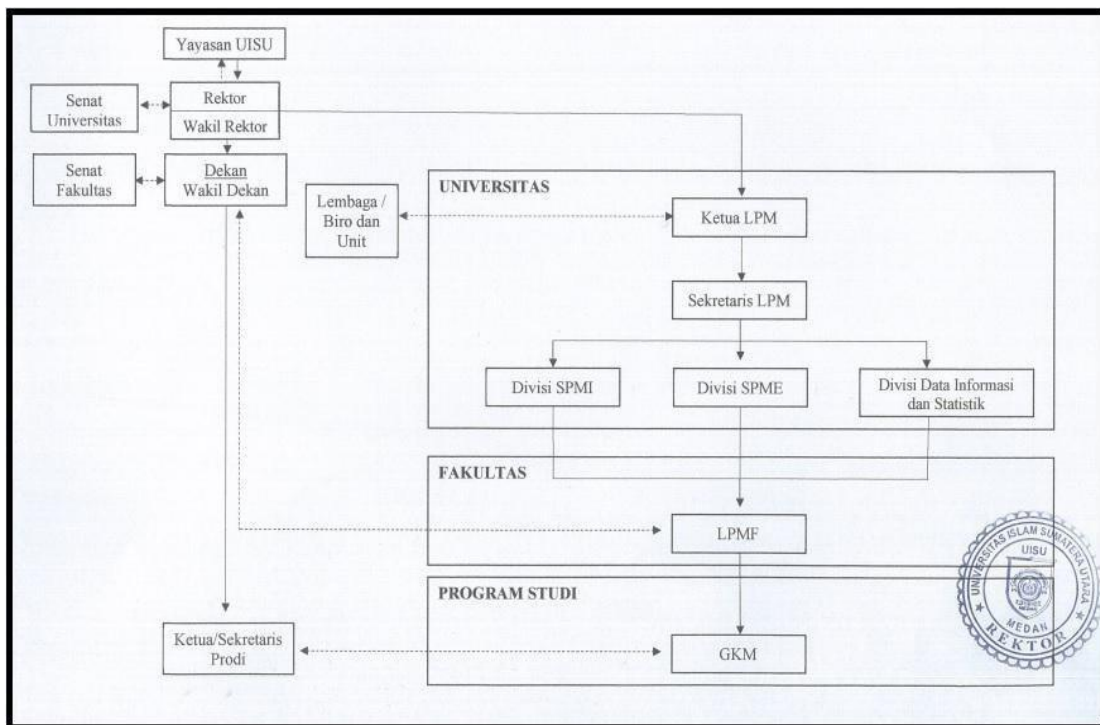 Yayasan UISU
Rektor
Wakil Rektor
Senat
Universitas
Senat
Fakultas
Dekan
Wakil Dekan
Lembaga /
Biro dan
Unit
UNIVERSITAS
Ketua LPM
Sekretaris LPM
Divisi SPMI
Divisi SPME
Divisi Data Informasi
dan Statistik
FAKULTAS
LPMF
PROGRAM STUDI
Ketua/Sekretaris
Prodi
GKM
UNIVERSITAS ISLAM SUMATERA UTARA
UISU
MEDAN
REKTOR